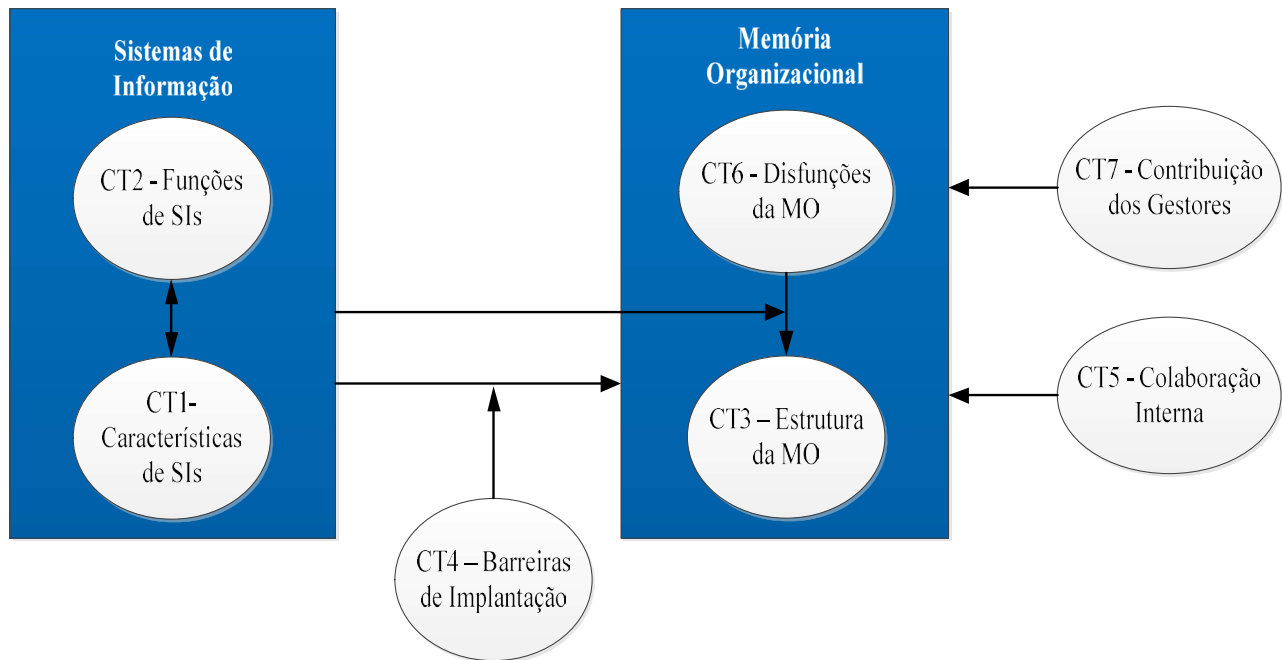 Sistemas de
Informação
CT2 - Funções
de SIs
CT1-
Características
de SIs
Memória
Organizacional
CT6 - Disfunções
da MO
CT3 – Estrutura
da MO
CT4 – Barreiras
de Implantação
CT7 - Contribuição
dos Gestores
CT5 - Colaboração
Interna